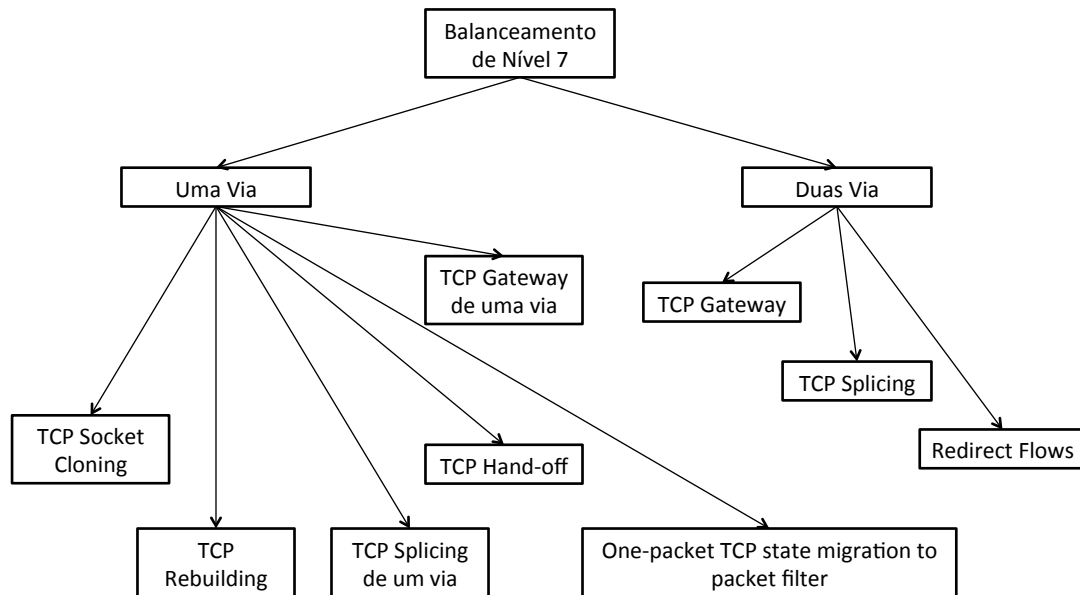 Balanceamento
de Nível 7
Uma Via
Duas Via
TCP Gateway
de uma via
TCP Gateway
TCP Splicing
TCP Socket
Cloning
TCP Hand-off
Redirect Flows
TCP
Rebuilding
TCP Splicing
de um via
One-packet TCP state migration to
packet filter